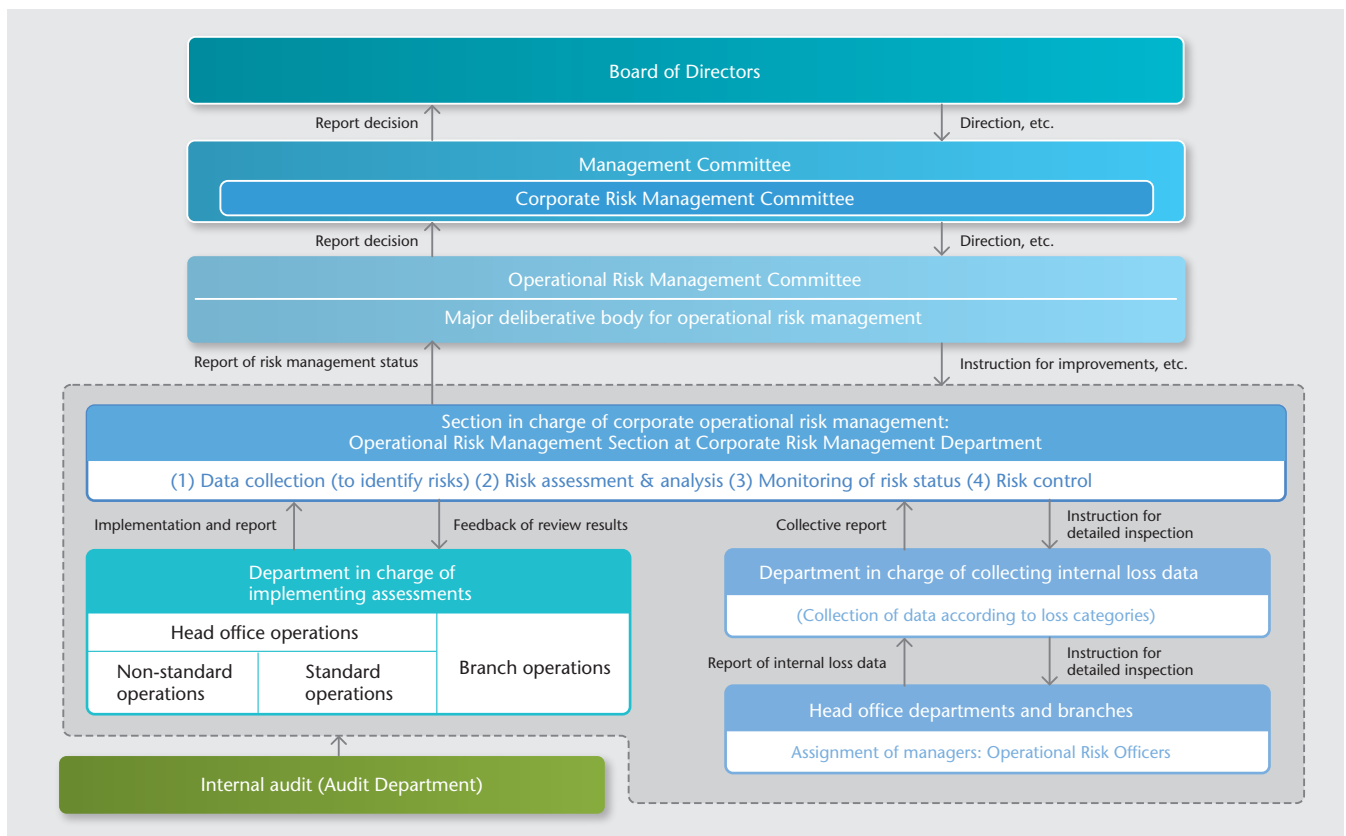 Board of Directors
Report decision
Direction, etc.
Management Committee
Corporate Risk Management Committee
Report decision
Direction, etc.
Operational Risk Management Committee
Major deliberative body for operational risk management
Report of risk management status
Instruction for improvements, etc.
Section in charge of corporate operational risk management:
Operational Risk Management Section at Corporate Risk Management Department
(1) Data collection (to identify risks) (2) Risk assessment & analysis (3) Monitoring of risk status (4) Risk control
Implementation and report
Feedback of review results
Collective report
Instruction for
detailed inspection
Department in charge of
implementing assessments
Head office operations
Non-standard
operations
Standard
operations
Branch operations
Department in charge of collecting internal loss data
(Collection of data according to loss categories)
Report of internal loss data
Instruction for
detailed inspection
Head office departments and branches
Assignment of managers: Operational Risk Officers
Internal audit (Audit Department)